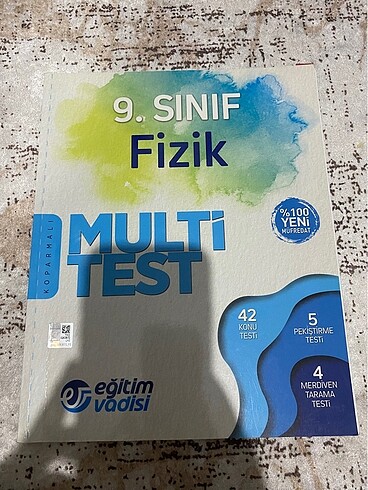 9. SINIF
Fizik
%100
YENİ
MÜFREDAT
KOPARMALI
MULTİ
TEST
42
KONU
TESTİ
5
PEKİŞTİRME
TESTİ
4
MERDİVEN
TARAMA
TESTİ
eğitim
vadisi